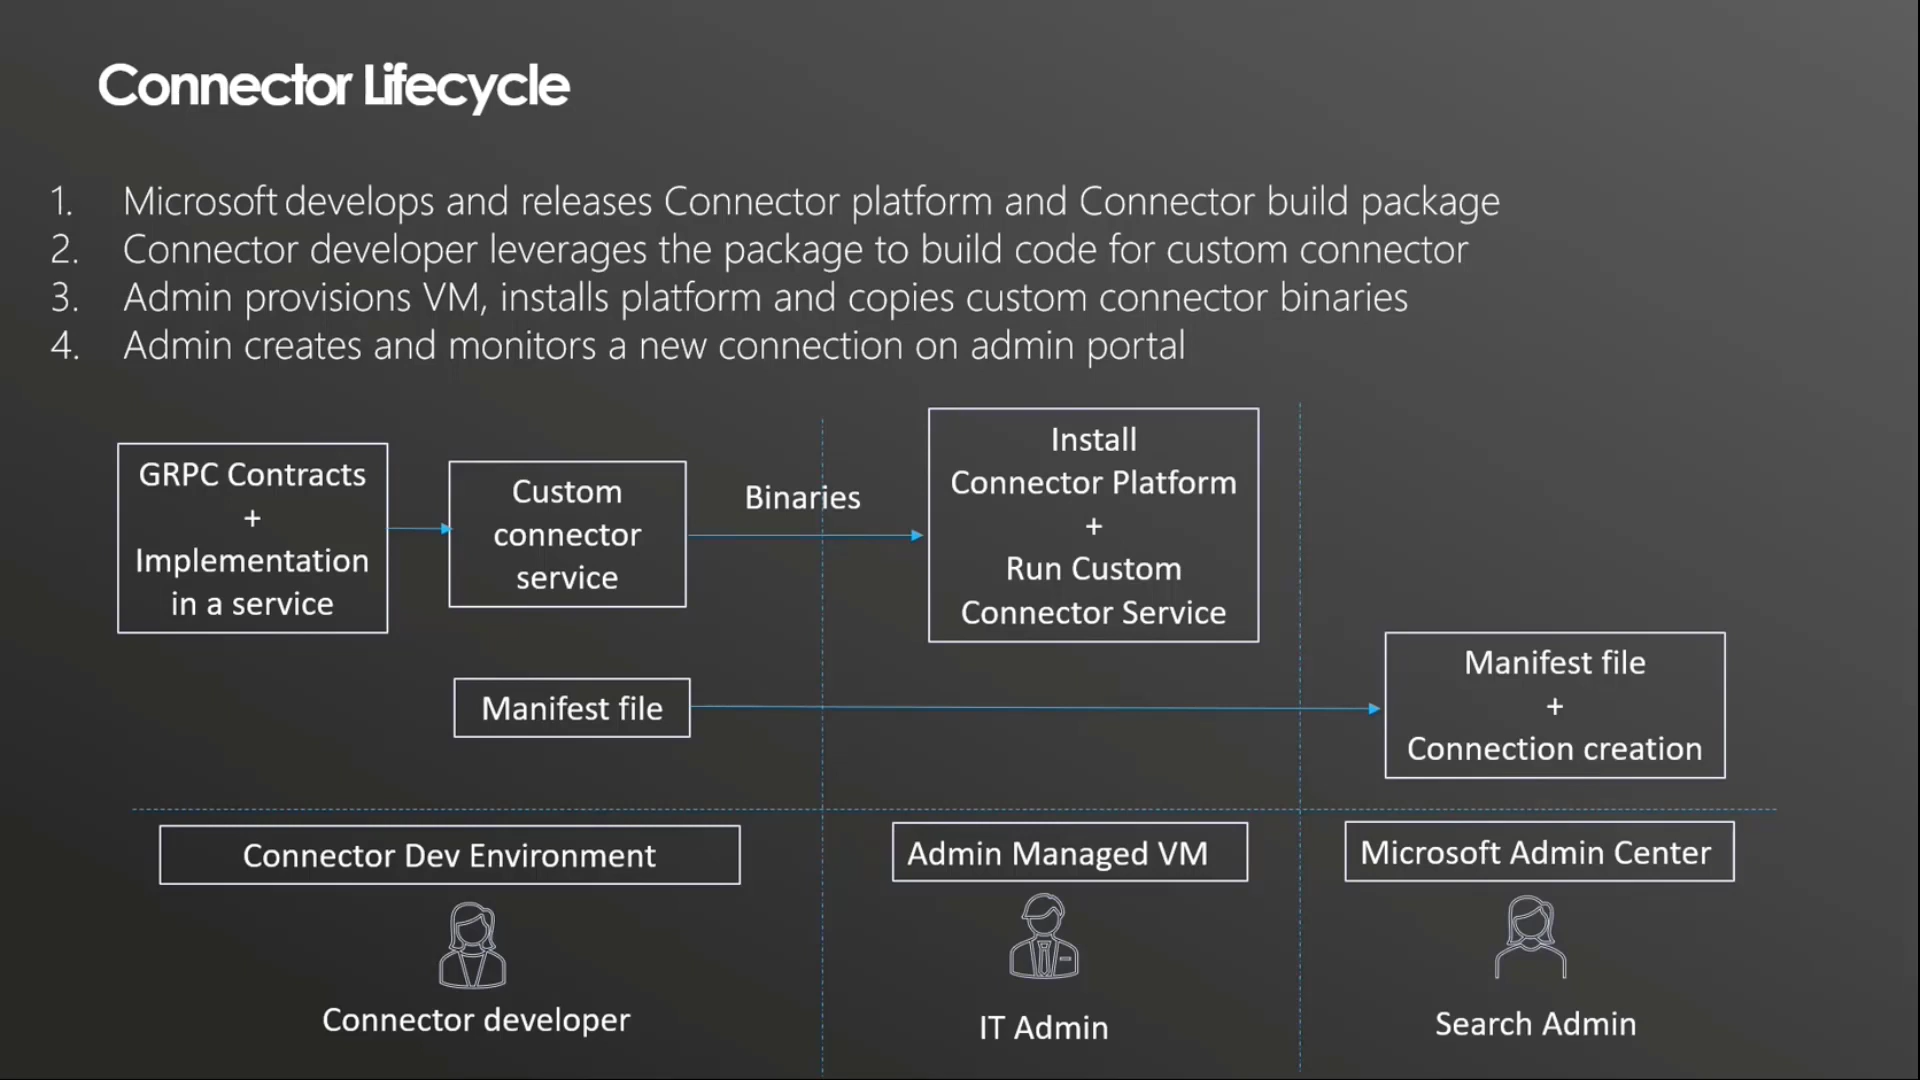 Connector Lifecycle
1. Microsoft develops and releases Connector platform and Connector build package
2. Connector developer leverages the package to build code for custom connector
3. Admin provisions VM, installs platform and copies custom connector binaries
4. Admin creates and monitors a new connection on admin portal
GRPC Contracts
+
Implementation
in a service
Custom
connector
service
Binaries
Install
Connector Platform
+
Run Custom
Connector Service
Manifest file
Manifest file
+
Connection creation
Connector Dev Environment
Admin Managed VM
Microsoft Admin Center
Connector developer
IT Admin
Search Admin